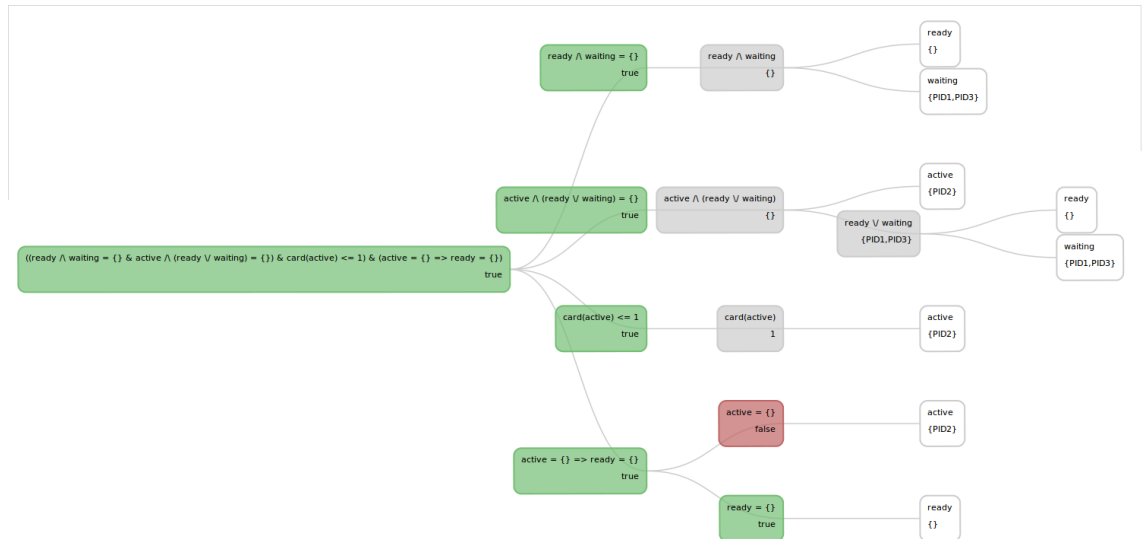 ready /\ waiting = {}
true
ready /\ waiting
{}
ready
{}
waiting
{PID1,PID3}
active /\ (ready \/ waiting) = {}
true
active /\ (ready \/ waiting)
{}
active
{PID2}
ready \/ waiting
{PID1,PID3}
ready
{}
waiting
{PID1,PID3}
((ready /\ waiting = {} & active /\ (ready \/ waiting) = {}) & card(active) <= 1) & (active = {} => ready = {})
true
card(active) <= 1
true
card(active)
1
active
{PID2}
active = {} => ready = {}
true
active = {}
false
active
{PID2}
ready = {}
true
ready
{}